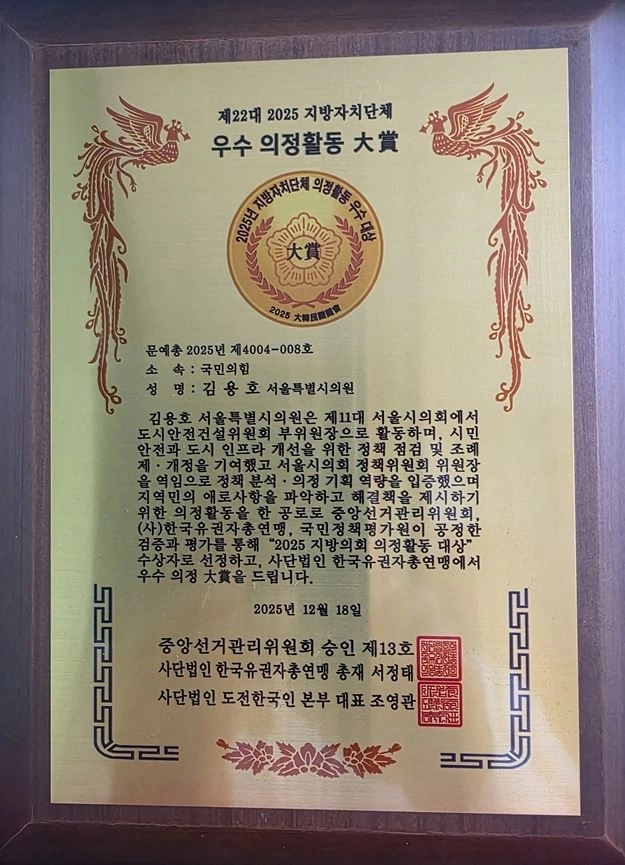 제22대 2025 지방자치단체
우수 의정활동 大賞
2025년 지방자치단체 의정활동 우수 대상
大賞
2025 大韓民國國會
문예총 2025년 제4004-008호
소 속 : 국민의힘
성 명 : 김 용 호 서울특별시의원
김용호 서울특별시의원은 제11대 서울시의회에서
도시안전건설위원회 부위원장으로 활동하며, 시민
안전과 도시 인프라 개선을 위한 정책 점검 및 조례
제·개정을 기여했고 서울시의회 정책위원회 위원장
을 역임으로 정책 분석·의정 기획 역량을 입증했으며
지역민의 애로사항을 파악하고 해결책을 제시하기
위한 의정활동을 한 공로로 중앙선거관리위원회,
(사)한국유권자총연맹, 국민정책평가원이 공정한
검증과 평가를 통해 “2025 지방의회 의정활동 대상”
수상자로 선정하고, 사단법인 한국유권자총연맹에서
우수 의정 大賞을 드립니다.
2025년 12월 18일
중앙선거관리위원회 승인 제13호
사단법인 한국유권자총연맹 총재 서정태
사단법인 도전한국인 본부 대표 조영관